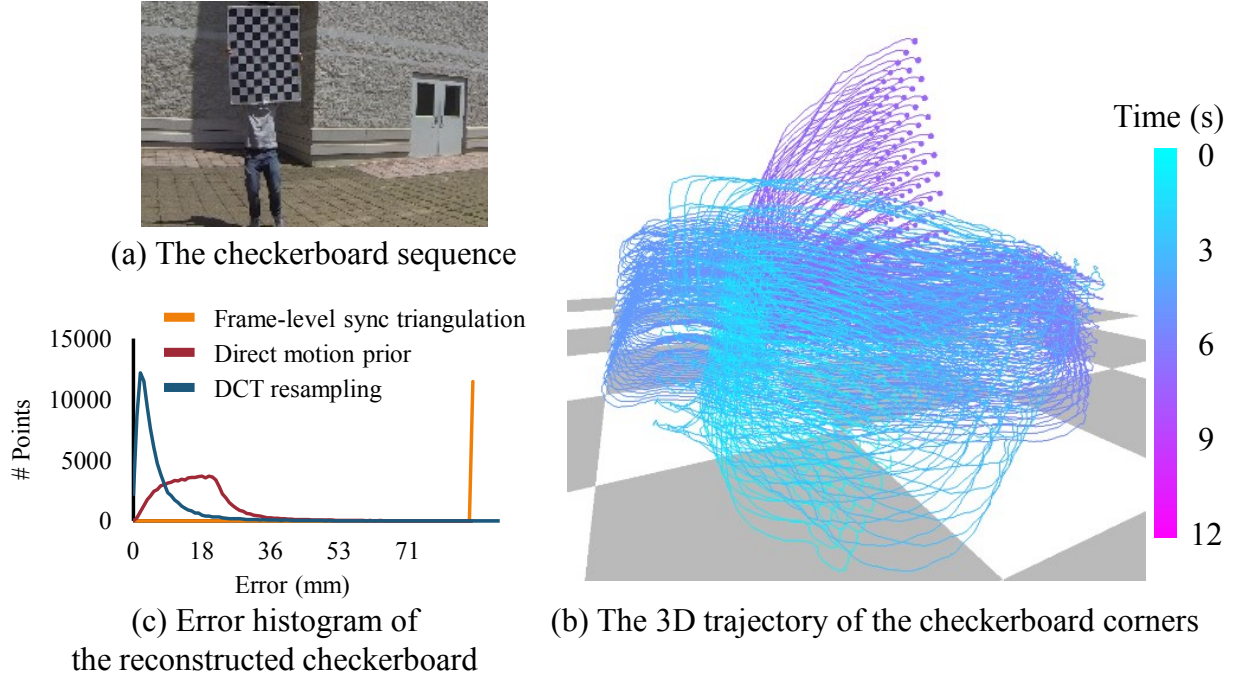 (a) The checkerboard sequence
Frame-level sync triangulation
Direct motion prior
DCT resampling
15000
10000
5000
0
# Points
0 18 36 53 71
Error (mm)
(c) Error histogram of
the reconstructed checkerboard
Time (s)
0
3
6
9
12
(b) The 3D trajectory of the checkerboard corners